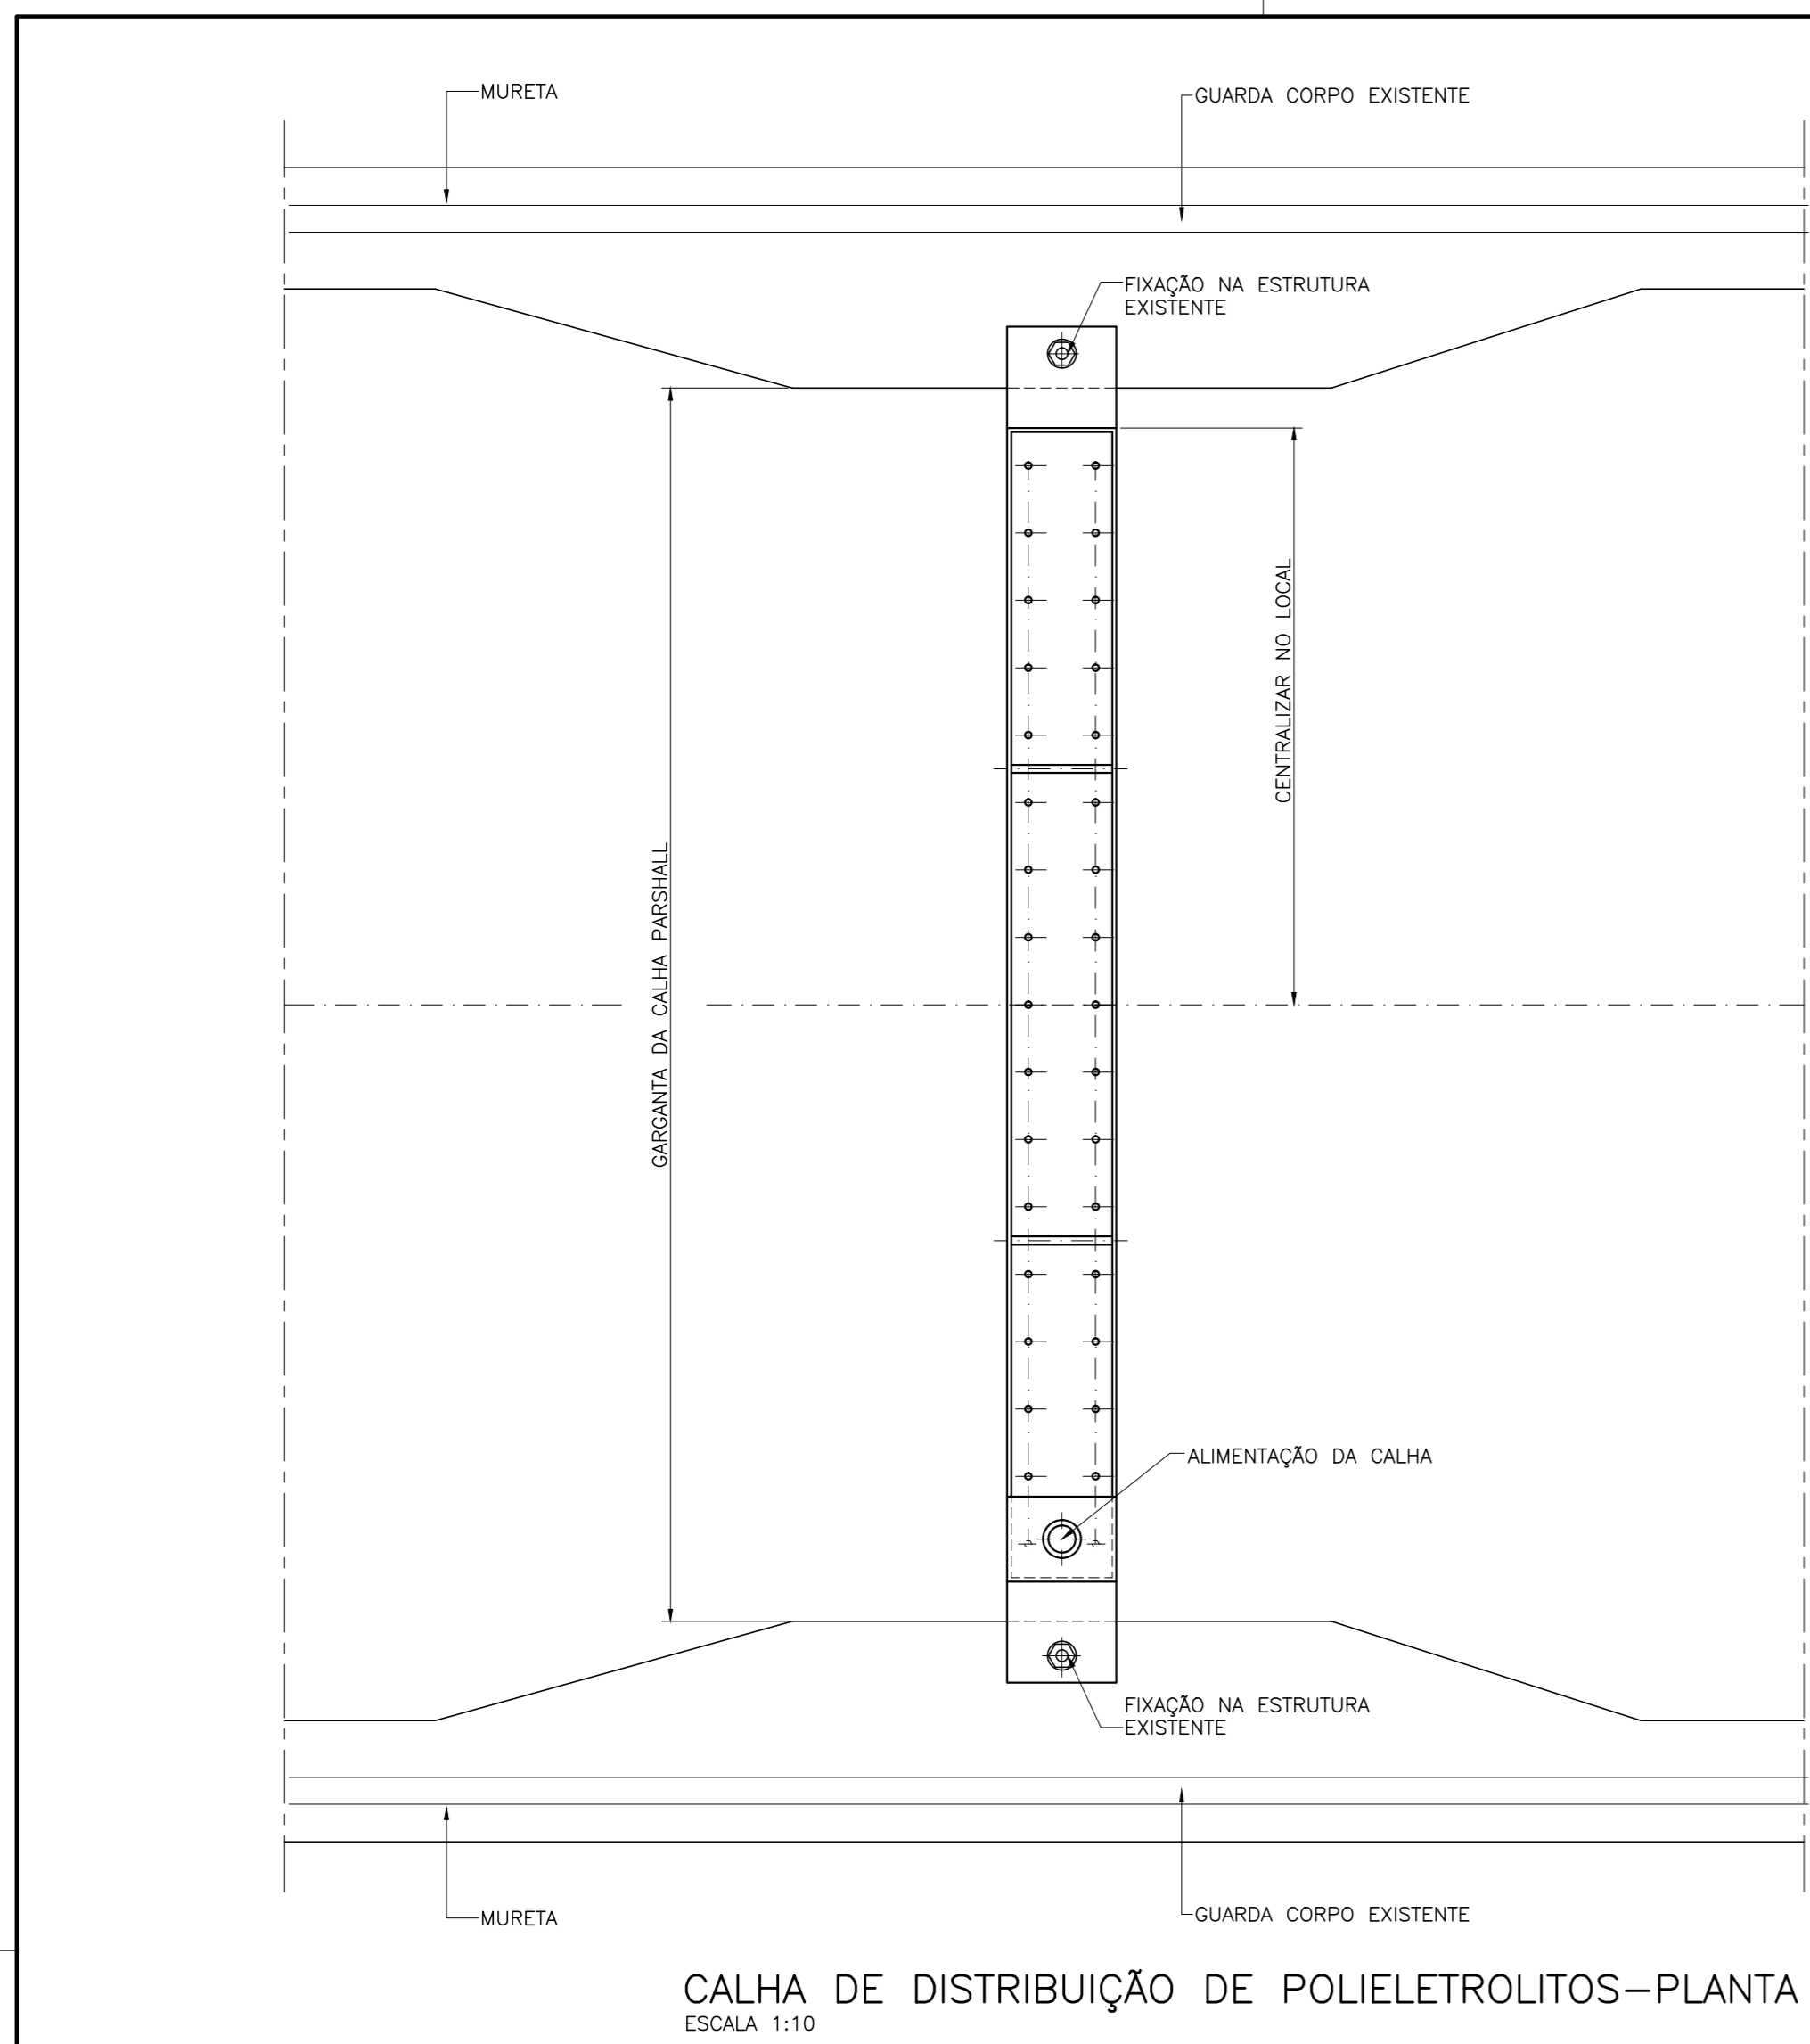 MURETA
GUARDA CORPO EXISTENTE
FIXAÇÃO NA ESTRUTURA
EXISTENTE
CENTRALIZAR NO LOCAL
GARGANTA DA CALHA PARSHALL
ALIMENTAÇÃO DA CALHA
FIXAÇÃO NA ESTRUTURA
EXISTENTE
MURETA
GUARDA CORPO EXISTENTE
CALHA DE DISTRIBUIÇÃO DE POLIELETROLITOS-PLANTA
ESCALA 1:10